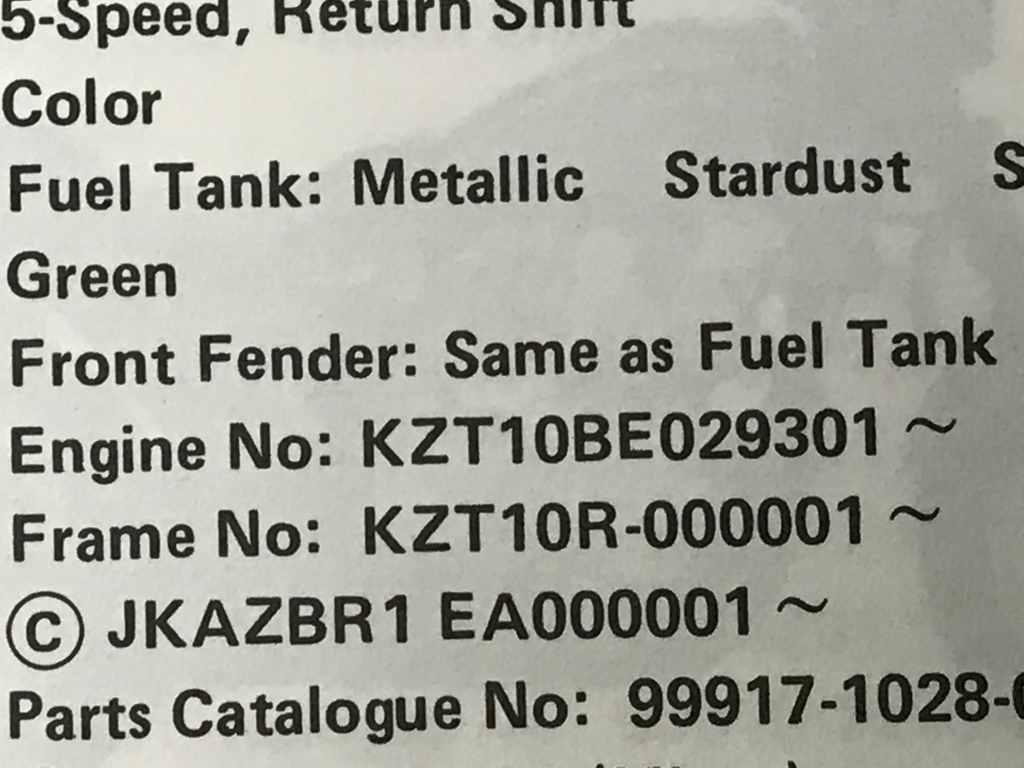 5-Speed, Return Shift
Color
Fuel Tank: Metallic Stardust
Green
Front Fender: Same as Fuel Tank
Engine No: KZT10BE029301 ~
Frame No: KZT10R-000001 ~
Ⓒ JKAZBR1 EA000001 ~
Parts Catalogue No: 99917-1028-